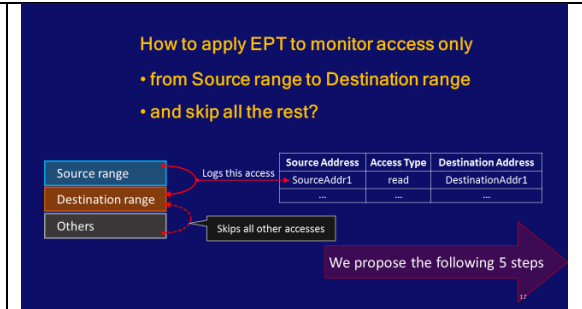 How to apply EPT to monitor access only
• from Source range to Destination range
• and skip all the rest?
Source Address Access Type Destination Address
Source range
Logs this access
SourceAddr1 read DestinationAddr1
Destination range
... ... ...
Others
Skips all other accesses
We propose the following 5 steps
17